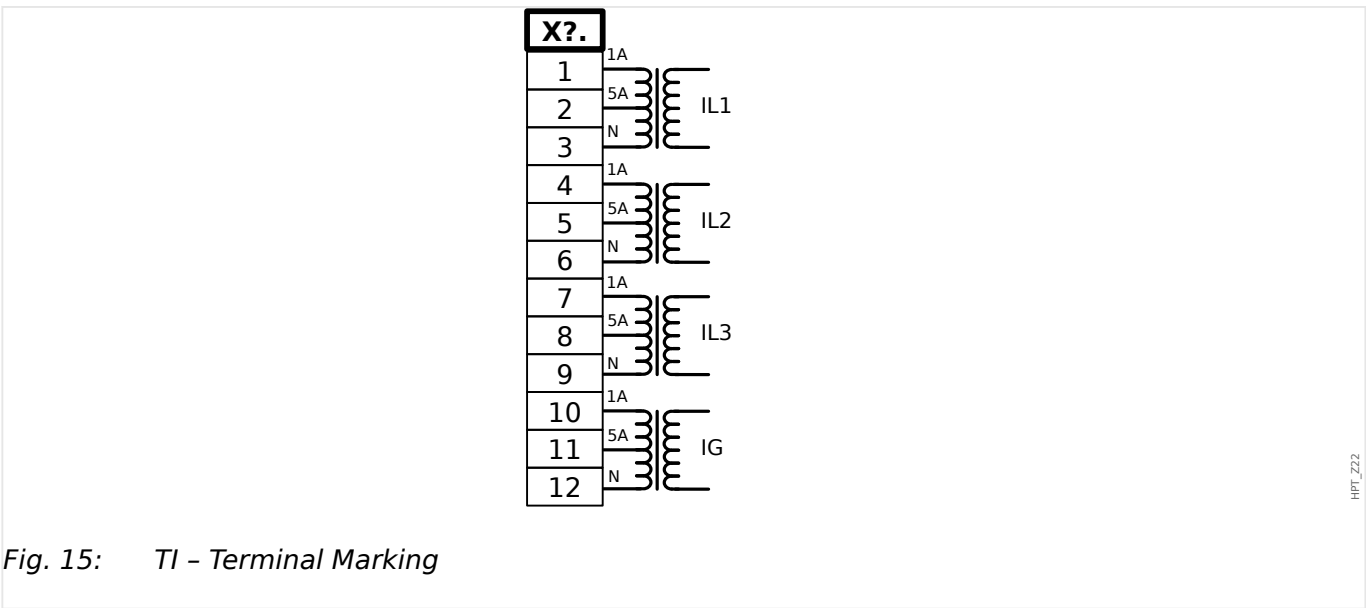 X?.
1A
1
5A
2
IL1
N
3
1A
4
5A
5
IL2
N
6
1A
7
5A
8
IL3
N
9
1A
10
5A
11
IG
N
12
HPT_Z22
Fig. 15: TI – Terminal Marking